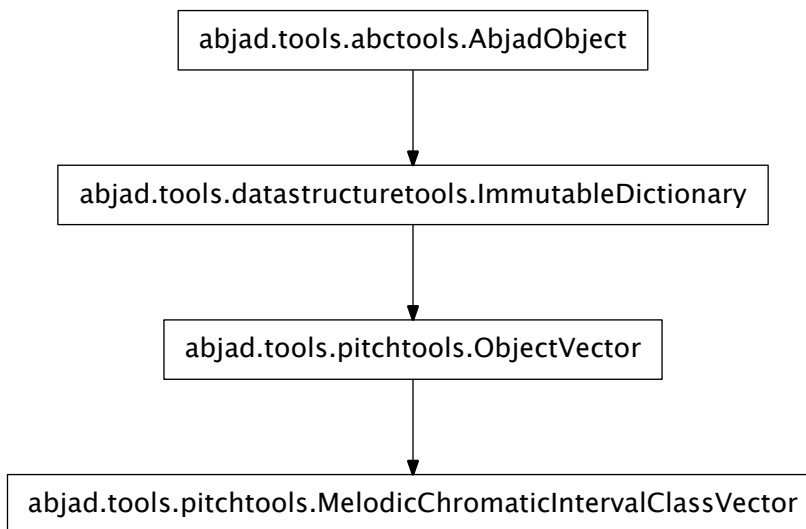 abjad.tools.abctools.AbjadObject
abjad.tools.datastructuretools.ImmutableDictionary
abjad.tools.pitchtools.ObjectVector
abjad.tools.pitchtools.MelodicChromaticIntervalClassVector